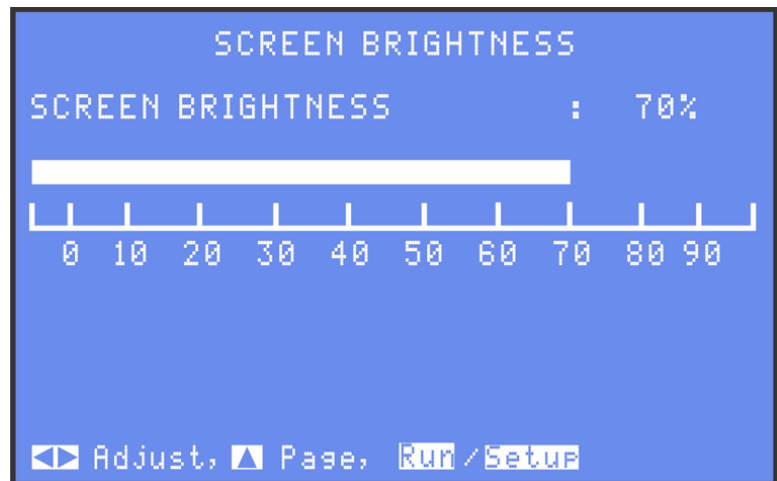 SCREEN BRIGHTNESS
SCREEN BRIGHTNESS : 70%
0 10 20 30 40 50 60 70 80 90
◀▶ Adjust, ▲ Page, Run/Setup